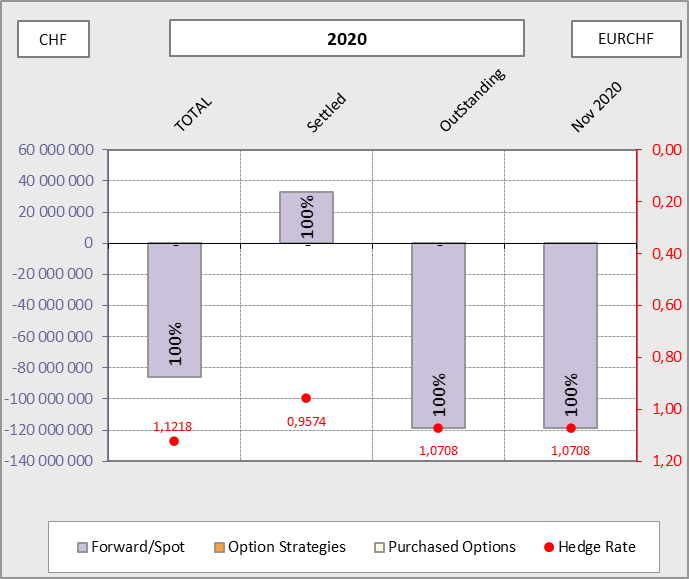 CHF
2020
EURCHF
TOTAL
Settled
OutStanding
Nov 2020
60 000 000
40 000 000
20 000 000
0
-20 000 000
-40 000 000
-60 000 000
-80 000 000
-100 000 000
-120 000 000
-140 000 000
0,00
0,20
0,40
0,60
0,80
1,00
1,20
100%
100%
100%
100%
-
-
-
1,1218
0,9574
1,0708
1,0708
Forward/Spot
Option Strategies
Purchased Options
Hedge Rate